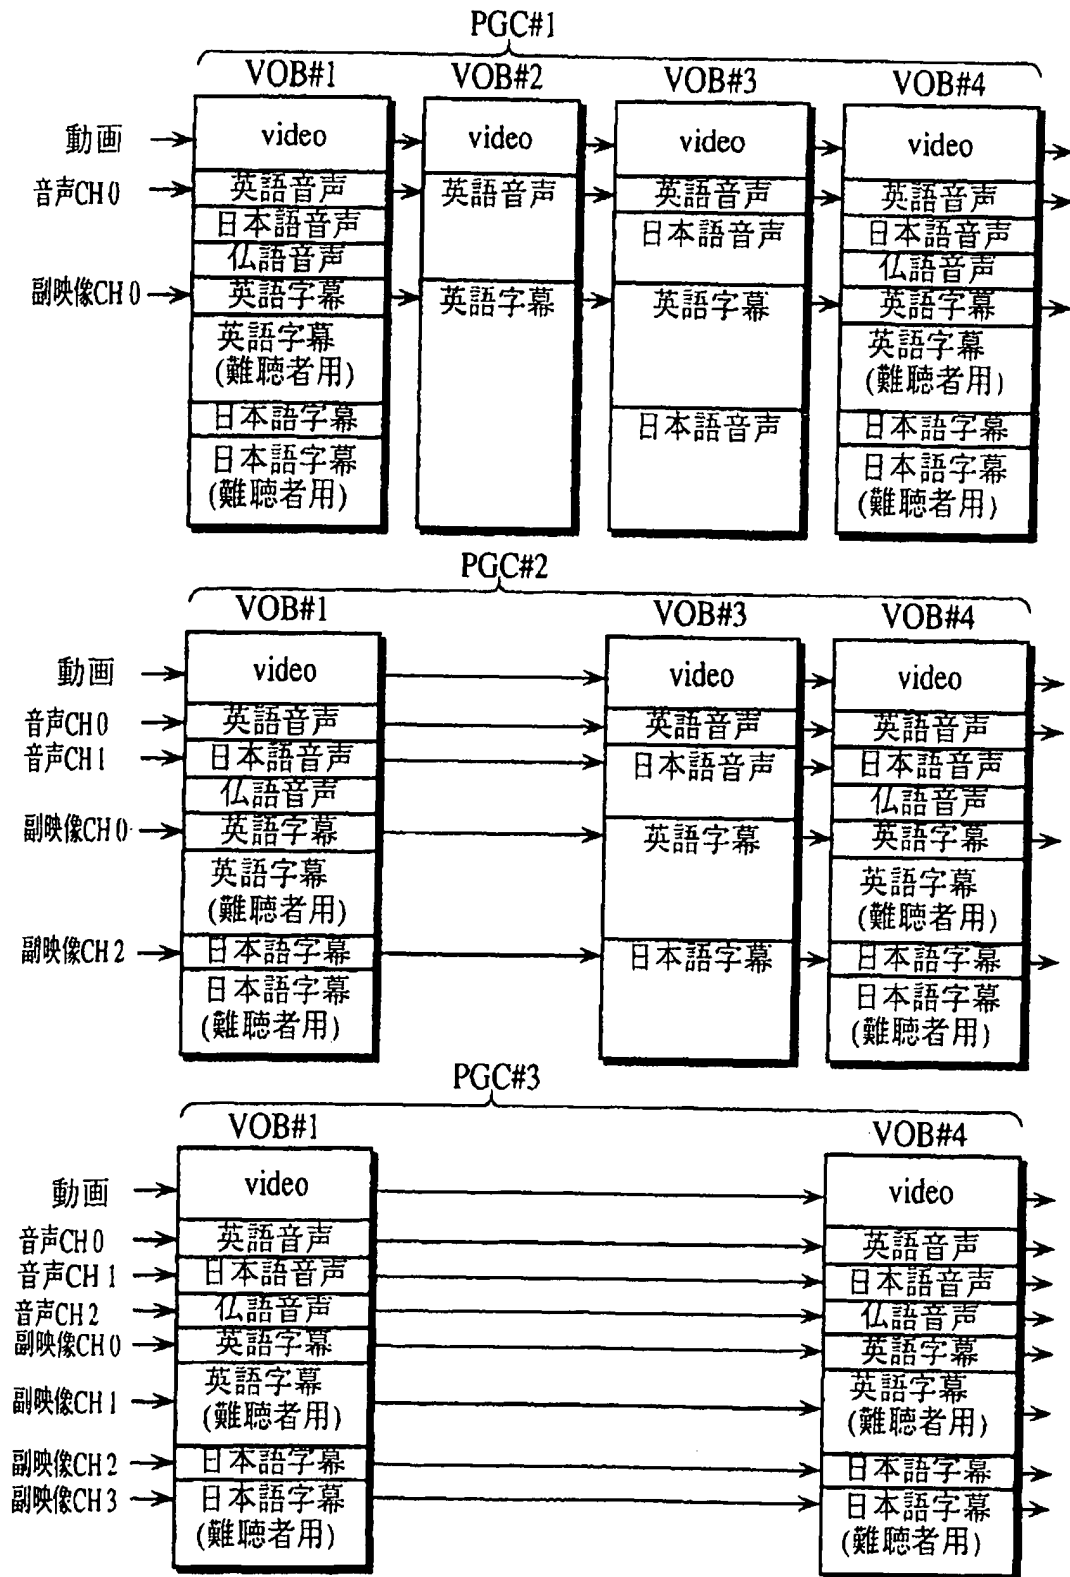 PGC#1
VOB#1 VOB#2 VOB#3 VOB#4
動画 video video video video
音声CH0 英語音声 英語音声 英語音声 英語音声
日本語音声 日本語音声 日本語音声
仏語音声 仏語音声
副映像CH0 英語字幕 英語字幕 英語字幕 英語字幕
英語字幕 英語字幕
(難聴者用) (難聴者用)
日本語字幕 日本語音声 日本語字幕
日本語字幕 日本語字幕
(難聴者用) (難聴者用)
PGC#2
VOB#1 VOB#3 VOB#4
動画 video video video
音声CH0 英語音声 英語音声 英語音声
音声CH1 日本語音声 日本語音声 日本語音声
仏語音声 仏語音声
副映像CH0 英語字幕 英語字幕 英語字幕
英語字幕 英語字幕
(難聴者用) (難聴者用)
副映像CH2 日本語字幕 日本語字幕 日本語字幕
日本語字幕 日本語字幕
(難聴者用) (難聴者用)
PGC#3
VOB#1 VOB#4
動画 video video
音声CH0 英語音声 英語音声
音声CH1 日本語音声 日本語音声
音声CH2 仏語音声 仏語音声
副映像CH0 英語字幕 英語字幕
副映像CH1 英語字幕 英語字幕
(難聴者用) (難聴者用)
副映像CH2 日本語字幕 日本語字幕
副映像CH3 日本語字幕 日本語字幕
(難聴者用) (難聴者用)